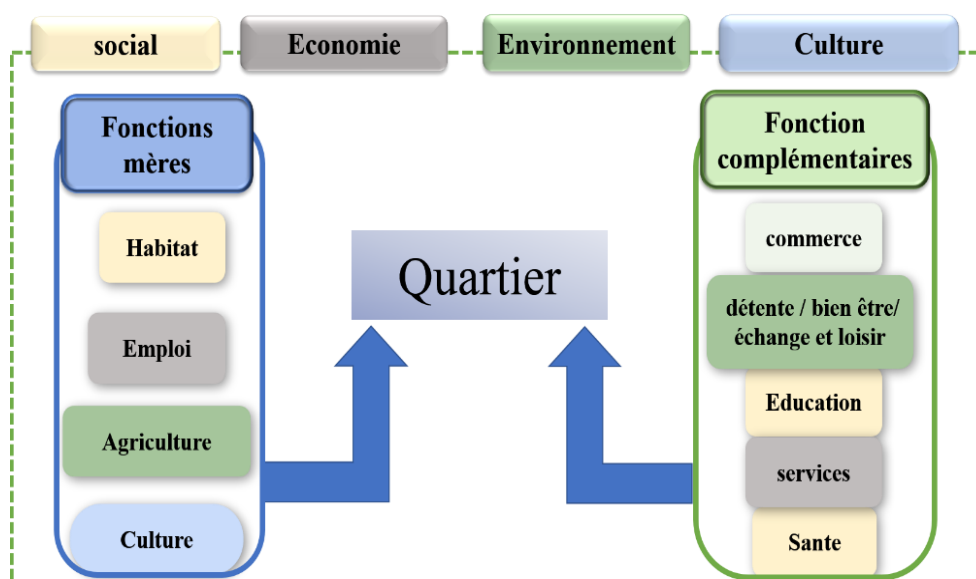 social
Economie
Environnement
Culture
Fonctions
mères
Habitat
Emploi
Agriculture
Culture
Quartier
Fonction
complémentaires
commerce
détente / bien être/
échange et loisir
Education
services
Sante